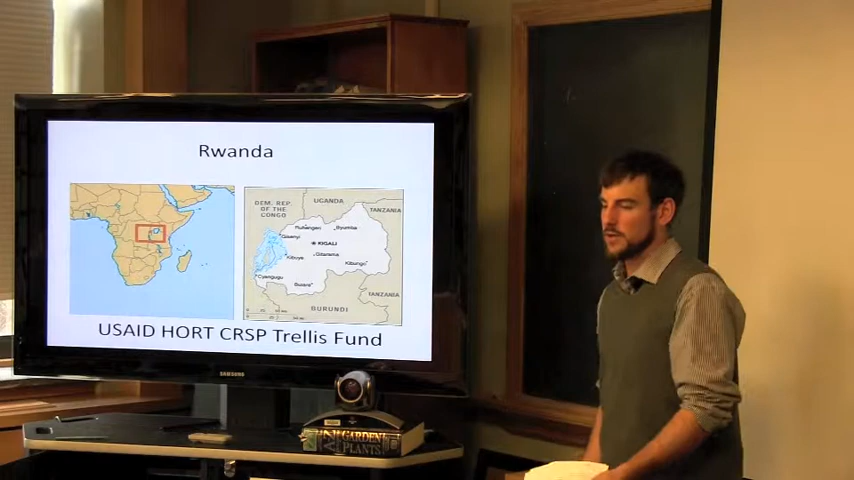 Rwanda
DEM. REP.
OF THE
CONGO
UGANDA
TANZANIA
Ruhengeri
Byumba
Gisenyi
KIGALI
Kibuye
Gitarama
Kibungo
Cyangugu
Butare
TANZANIA
BURUNDI
USAID HORT CRSP Trellis Fund
SAMSUNG
GARDEN
PLANTS